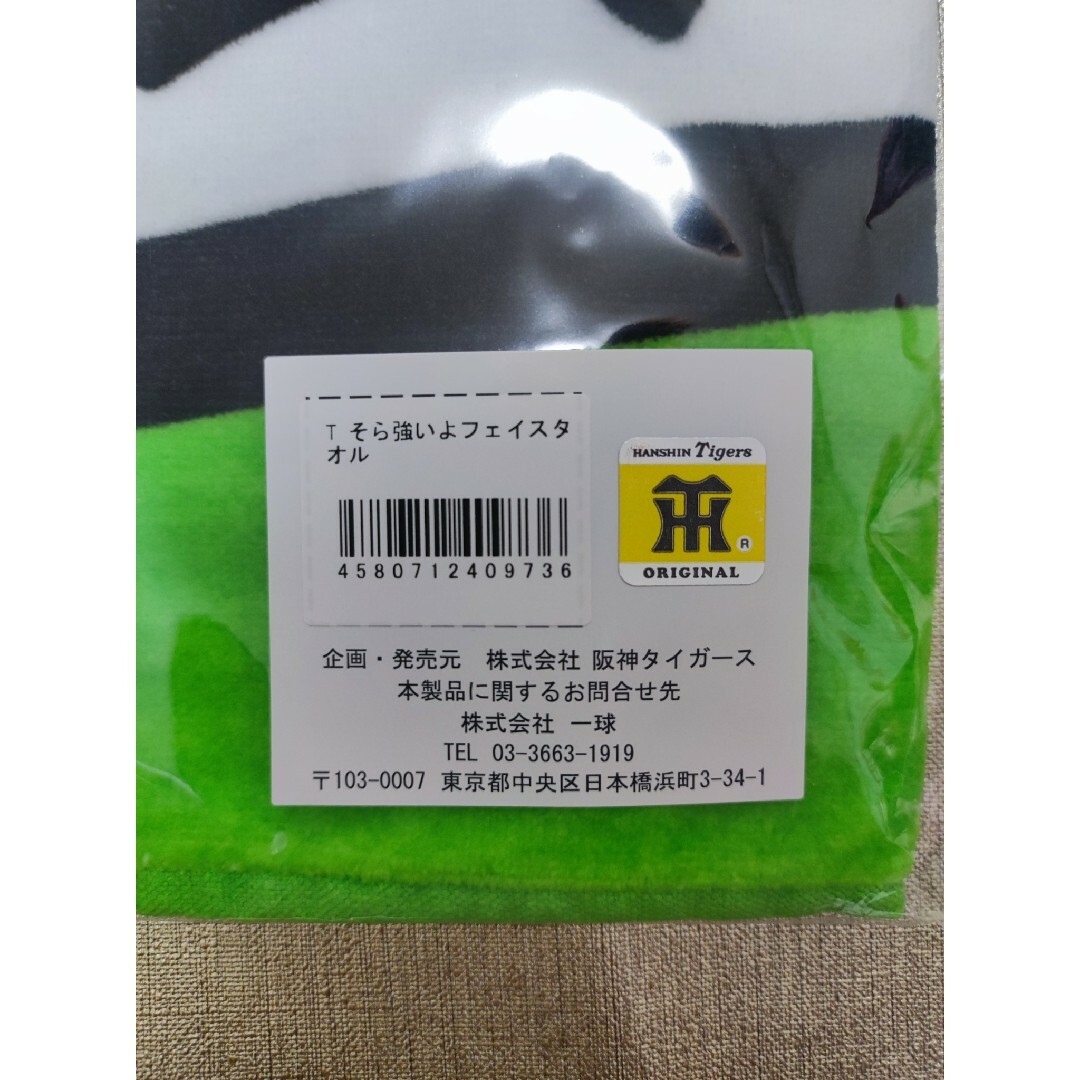 T そら強いよフェイスタ
オル
4580712409736
HANSHIN Tigers
TH
®
ORIGINAL
企画・発売元 株式会社 阪神タイガース
本製品に関するお問合せ先
株式会社 一球
TEL 03-3663-1919
〒103-0007 東京都中央区日本橋浜町3-34-1